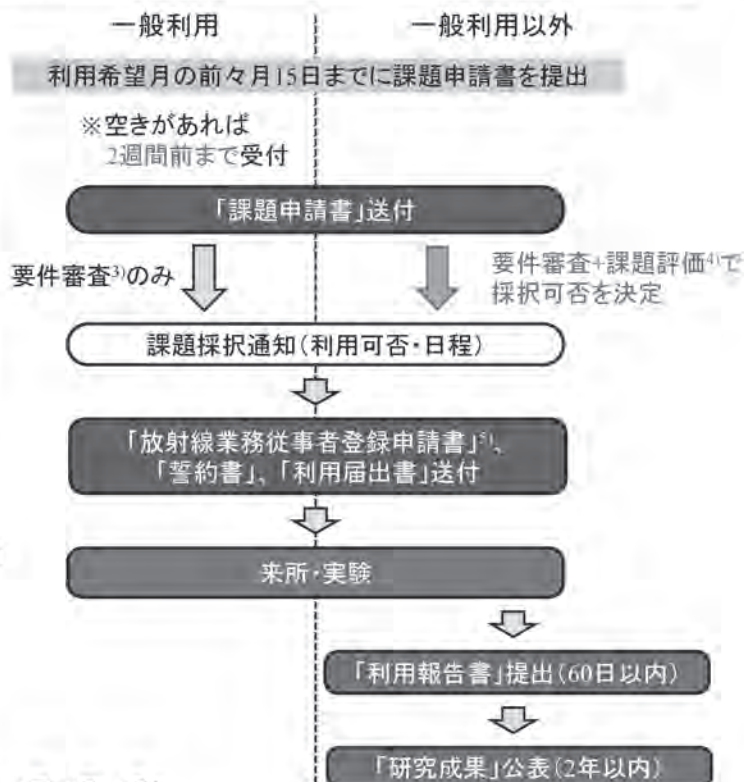 一般利用
一般利用以外
利用希望月の前々月15日までに課題申請書を提出
※空きがあれば
2週間前まで受付
「課題申請書」送付
要件審査3)のみ
要件審査+課題評価4)で
採択可否を決定
課題採択通知(利用可否・日程)
「放射線業務従事者登録申請書」5)、
「誓約書」、「利用届出書」送付
来所・実験
「利用報告書」提出(60日以内)
「研究成果」公表(2年以内)